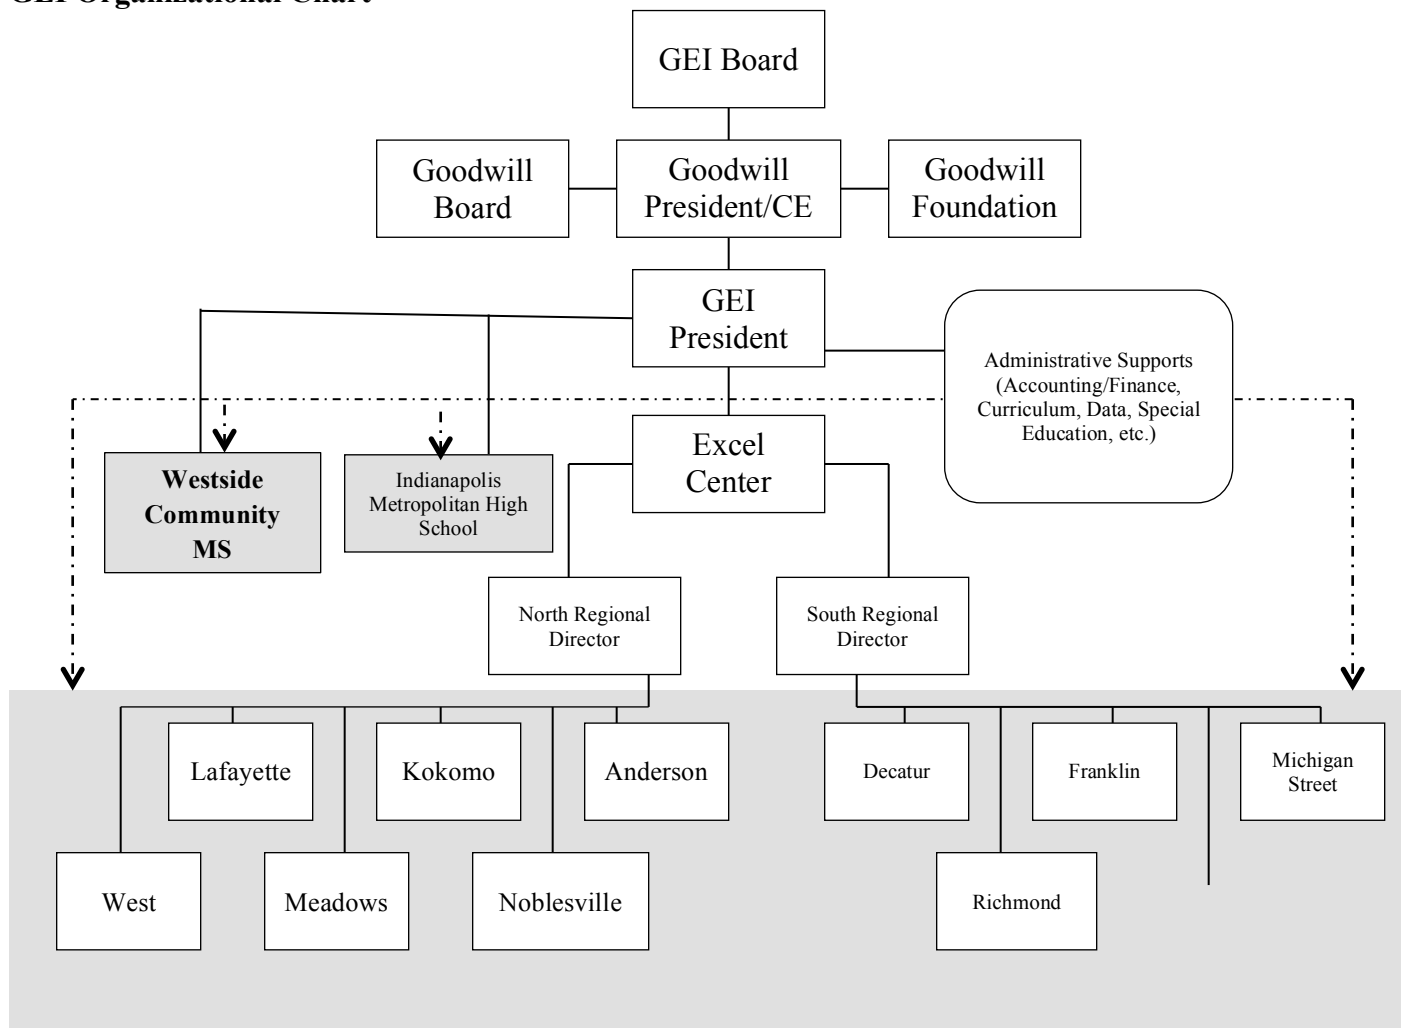 GEI Organizational Chart
GEI Board
Goodwill
Board
Goodwill
President/CE
Goodwill
Foundation
GEI
President
Administrative Supports
(Accounting/Finance,
Curriculum, Data, Special
Education, etc.)
Excel
Center
Westside
Community
MS
Indianapolis
Metropolitan High
School
North Regional
Director
South Regional
Director
Lafayette
Kokomo
Anderson
Decatur
Franklin
Michigan
Street
West
Meadows
Noblesville
Richmond